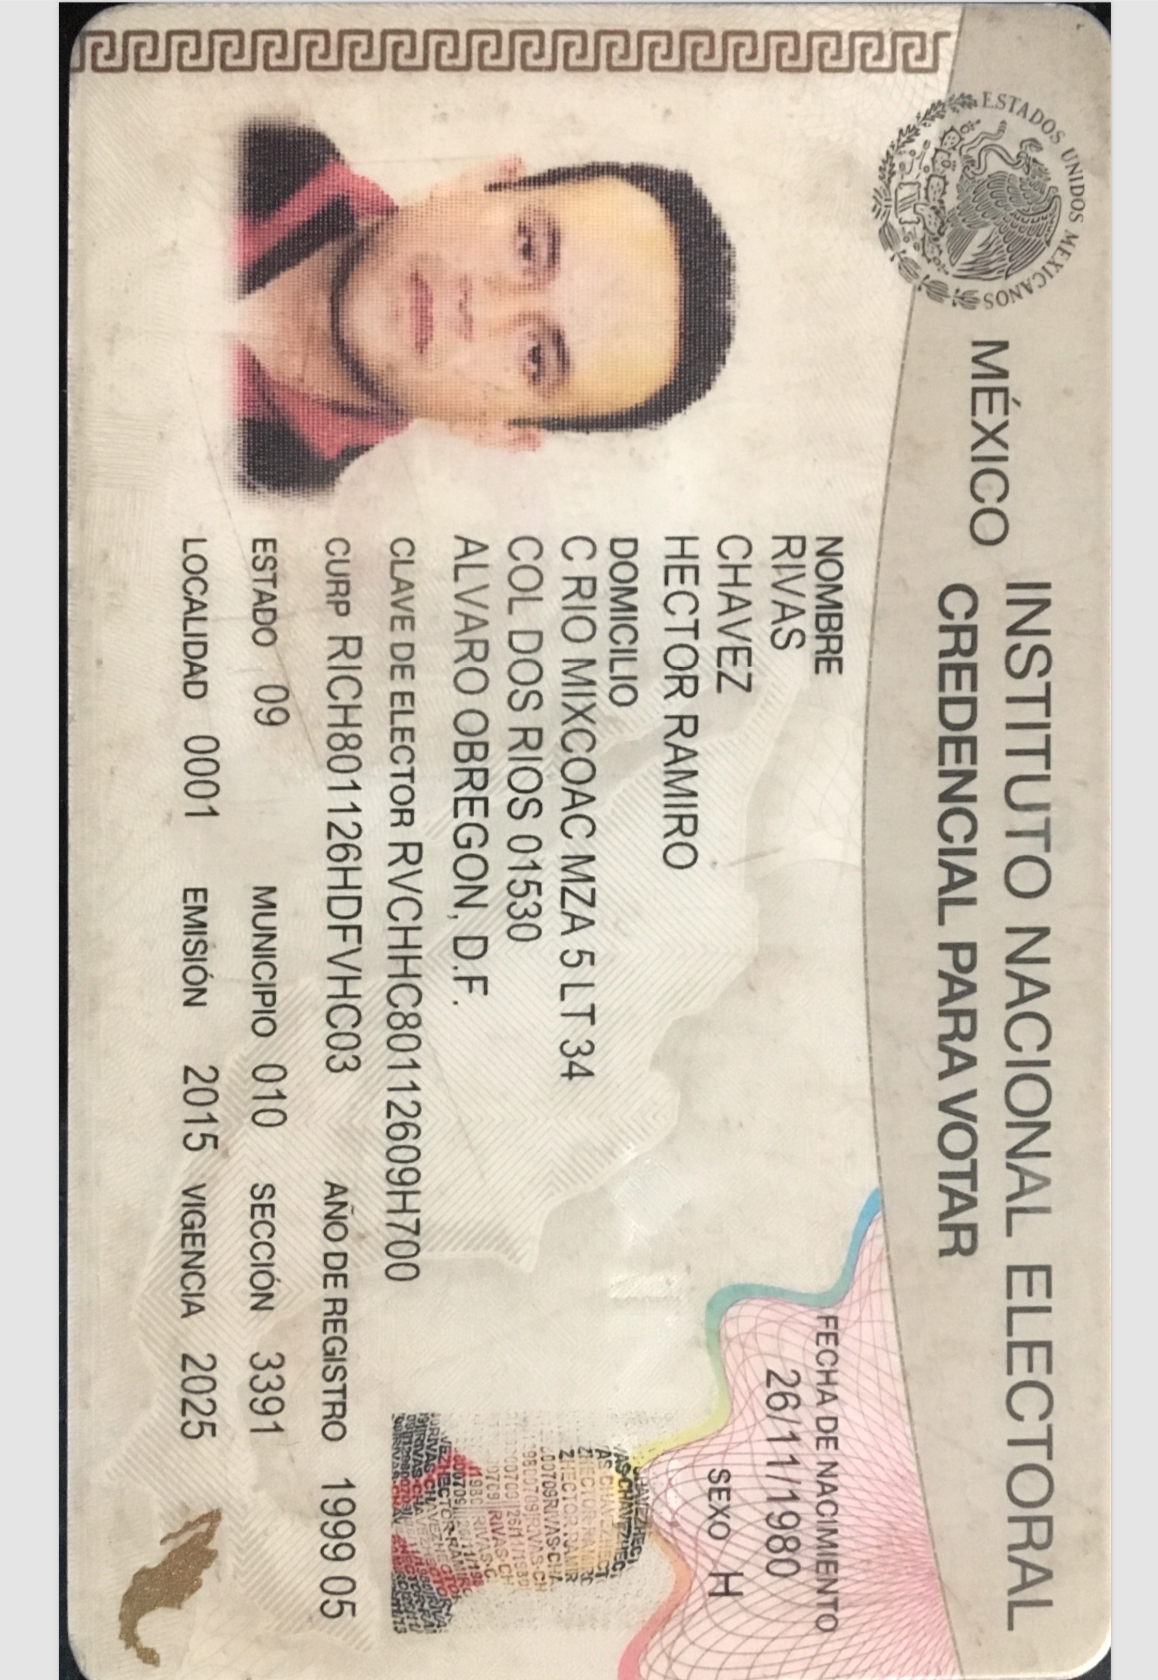 ESTADOS UNIDOS MEXICANOS
MÉXICO
INSTITUTO NACIONAL ELECTORAL
CREDENCIAL PARA VOTAR
NOMBRE
RIVAS
CHAVEZ
HECTOR RAMIRO
FECHA DE NACIMIENTO
26/11/1980
SEXO H
DOMICILIO
C RIO MIXCOAC MZA 5 LT 34
COL DOS RIOS 01530
ALVARO OBREGON, D.F.
CLAVE DE ELECTOR RVCHHC80112609H700
CURP RICH801126HDFVHC03 AÑO DE REGISTRO 1999 05
ESTADO 09 MUNICIPIO 010 SECCIÓN 3391
LOCALIDAD 0001 EMISIÓN 2015 VIGENCIA 2025